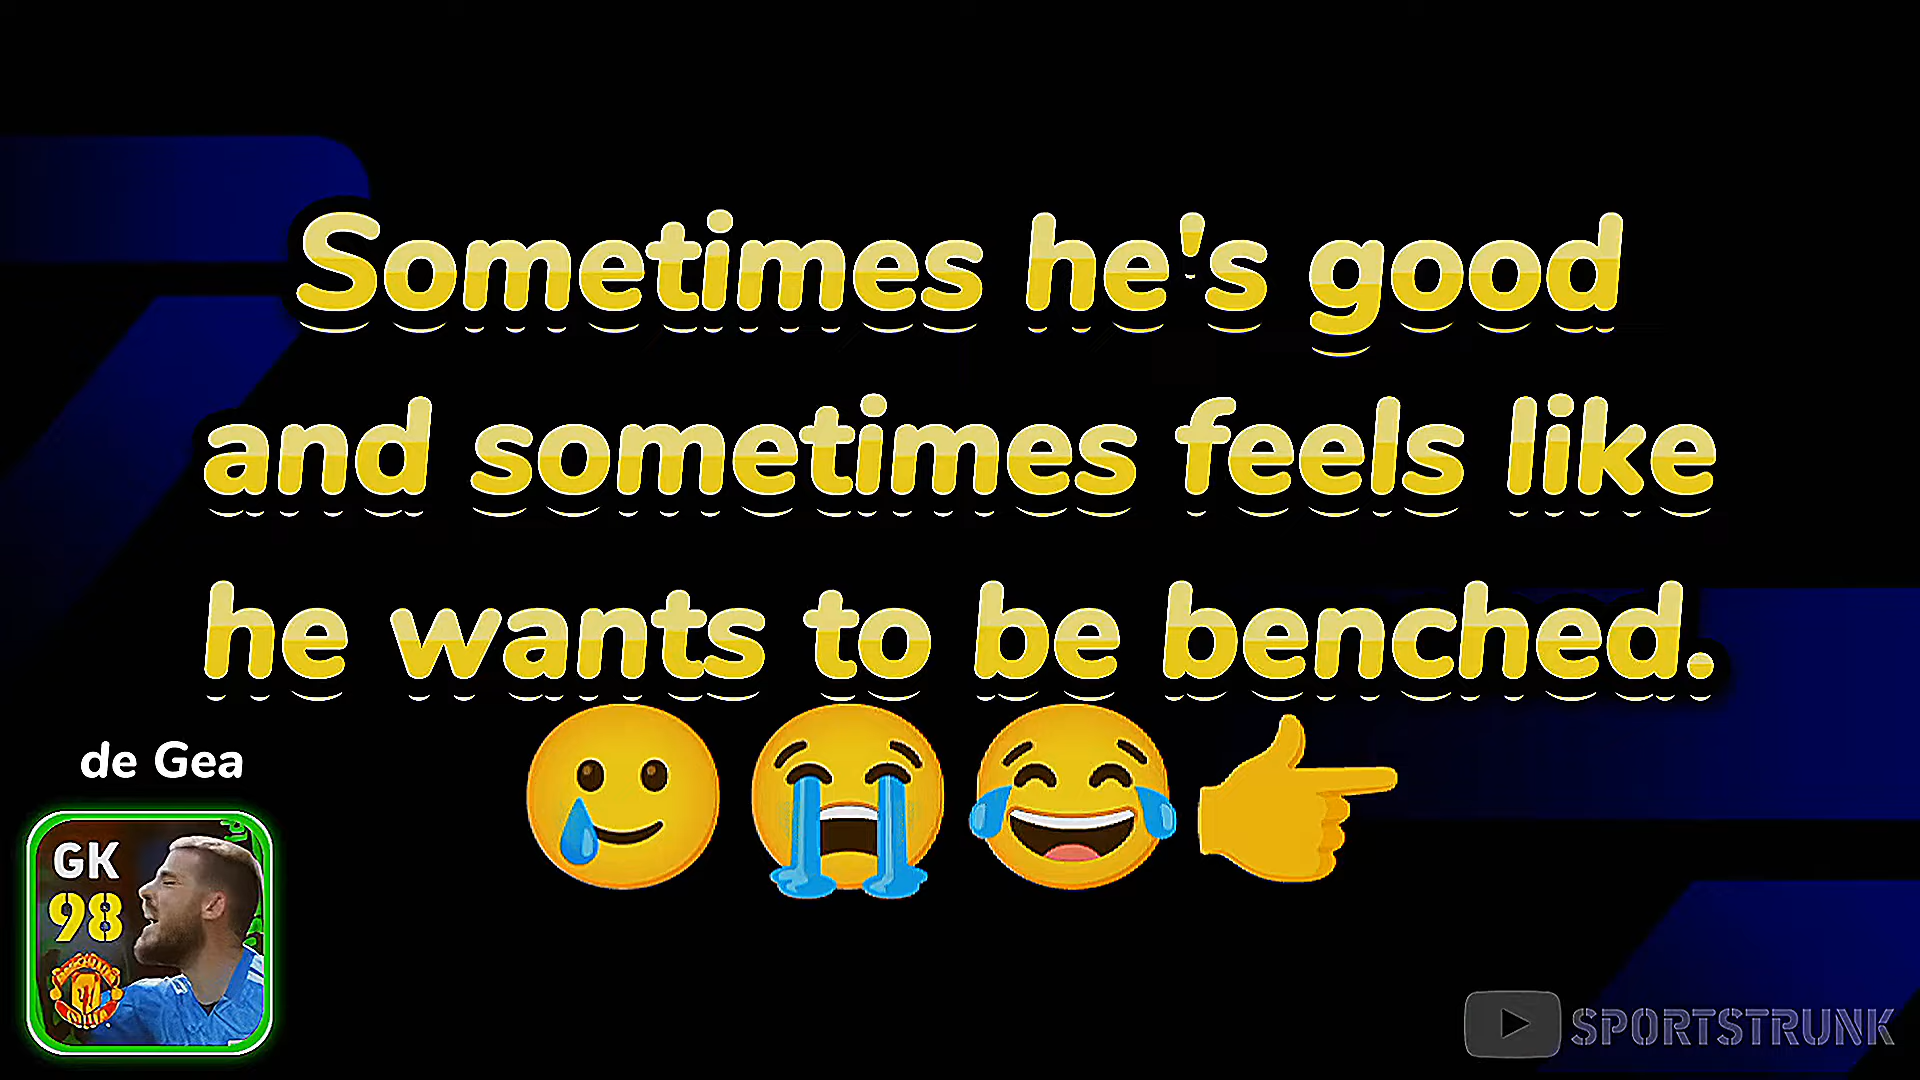 Sometimes he's good
and sometimes feels like
he wants to be benched.
🥲😭😂👉
de Gea
GK
98
SPORTSTRUNK